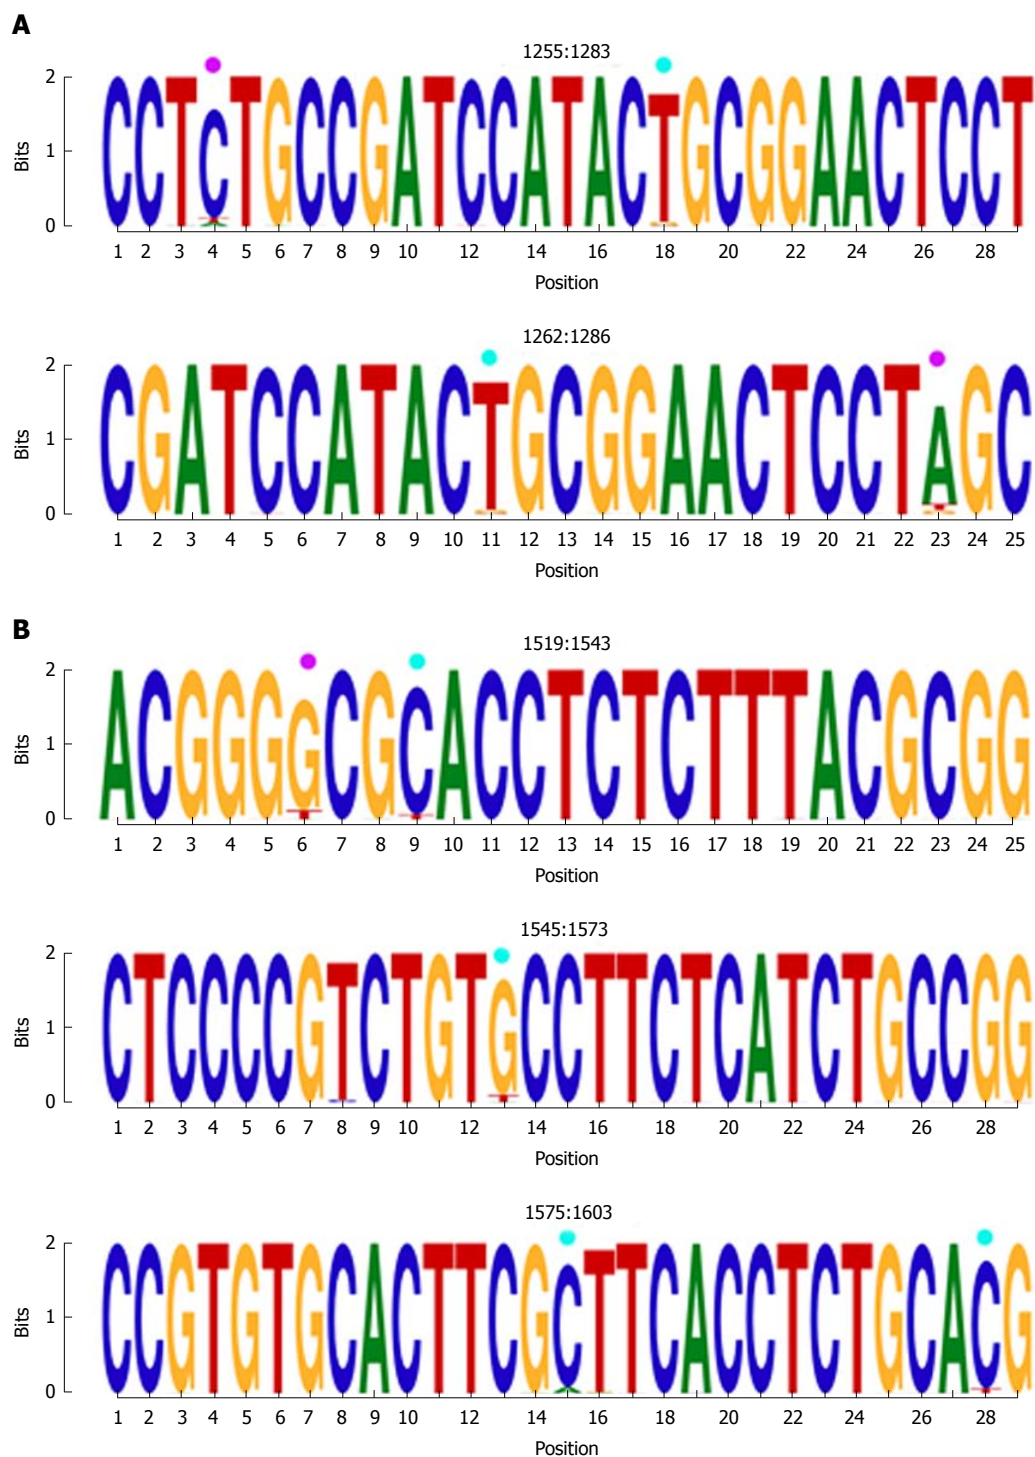 A
1255:1283
Bits
2
1
0
CCTCTGCCGATCCATACTGCGGAACTCCT
1 2 3 4 5 6 7 8 9 10 12 14 16 18 20 22 24 26 28
Position
1262:1286
Bits
2
1
0
CGATCCATACTGCGGAACTCCTAGC
1 2 3 4 5 6 7 8 9 10 11 12 13 14 15 16 17 18 19 20 21 22 23 24 25
Position
B
1519:1543
Bits
2
1
0
ACGGGGCGCACCTCTCTTTACGCGG
1 2 3 4 5 6 7 8 9 10 11 12 13 14 15 16 17 18 19 20 21 22 23 24 25
Position
1545:1573
Bits
2
1
0
CTCCCCGTCTGTGCCTTCTCATCTGCCGG
1 2 3 4 5 6 7 8 9 10 12 14 16 18 20 22 24 26 28
Position
1575:1603
Bits
2
1
0
CCGTGTGCACTTCGCTTCACCTCTGCACG
1 2 3 4 5 6 7 8 9 10 12 14 16 18 20 22 24 26 28
Position